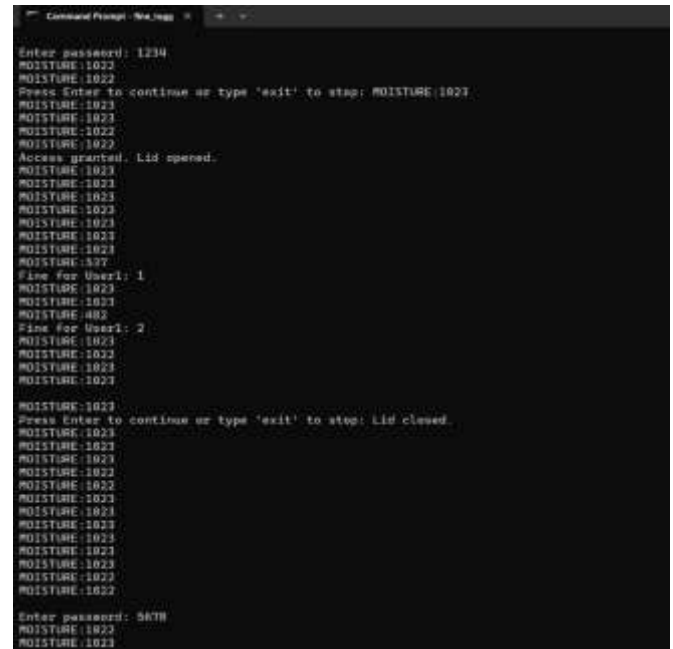 Command Prompt - fine_logg
Enter password: 1234
MOISTURE:1022
MOISTURE:1022
Press Enter to continue or type 'exit' to stop: MOISTURE:1023
MOISTURE:1023
MOISTURE:1023
MOISTURE:1022
MOISTURE:1022
Access granted. Lid opened.
MOISTURE:1023
MOISTURE:1023
MOISTURE:1023
MOISTURE:1023
MOISTURE:1023
MOISTURE:1023
MOISTURE:1023
MOISTURE:537
Fine for User1: 1
MOISTURE:1023
MOISTURE:1023
MOISTURE:482
Fine for User1: 2
MOISTURE:1023
MOISTURE:1022
MOISTURE:1023
MOISTURE:1023
MOISTURE:1023
Press Enter to continue or type 'exit' to stop: Lid closed.
MOISTURE:1023
MOISTURE:1023
MOISTURE:1023
MOISTURE:1022
MOISTURE:1022
MOISTURE:1023
MOISTURE:1023
MOISTURE:1023
MOISTURE:1023
MOISTURE:1023
MOISTURE:1023
MOISTURE:1022
MOISTURE:1022
Enter password: 5678
MOISTURE:1022
MOISTURE:1023